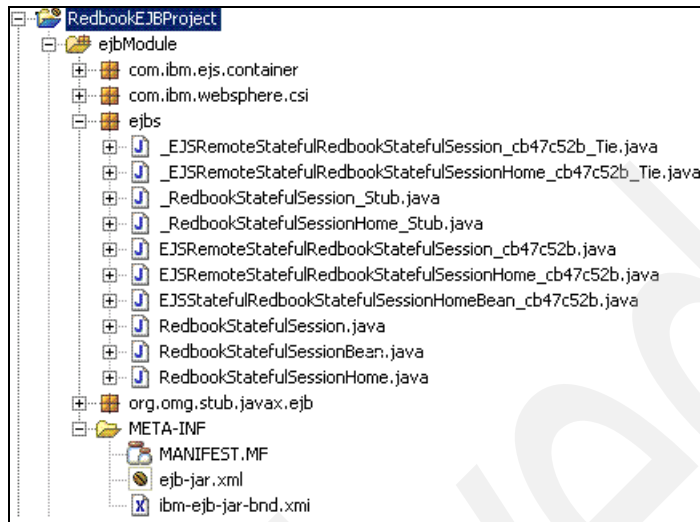 RedbookEJBProject
ejbModule
com.ibm.ejs.container
com.ibm.websphere.csi
ejbs
_EJSRemoteStatefulRedbookStatefulSession_cb47c52b_Tie.java
_EJSRemoteStatefulRedbookStatefulSessionHome_cb47c52b_Tie.java
_RedbookStatefulSession_Stub.java
_RedbookStatefulSessionHome_Stub.java
EJSRemoteStatefulRedbookStatefulSession_cb47c52b.java
EJSRemoteStatefulRedbookStatefulSessionHome_cb47c52b.java
EJSStatefulRedbookStatefulSessionHomeBean_cb47c52b.java
RedbookStatefulSession.java
RedbookStatefulSessionBean.java
RedbookStatefulSessionHome.java
org.omg.stub.javax.ejb
META-INF
MANIFEST.MF
ejb-jar.xml
ibm-ejb-jar-bnd.xmi